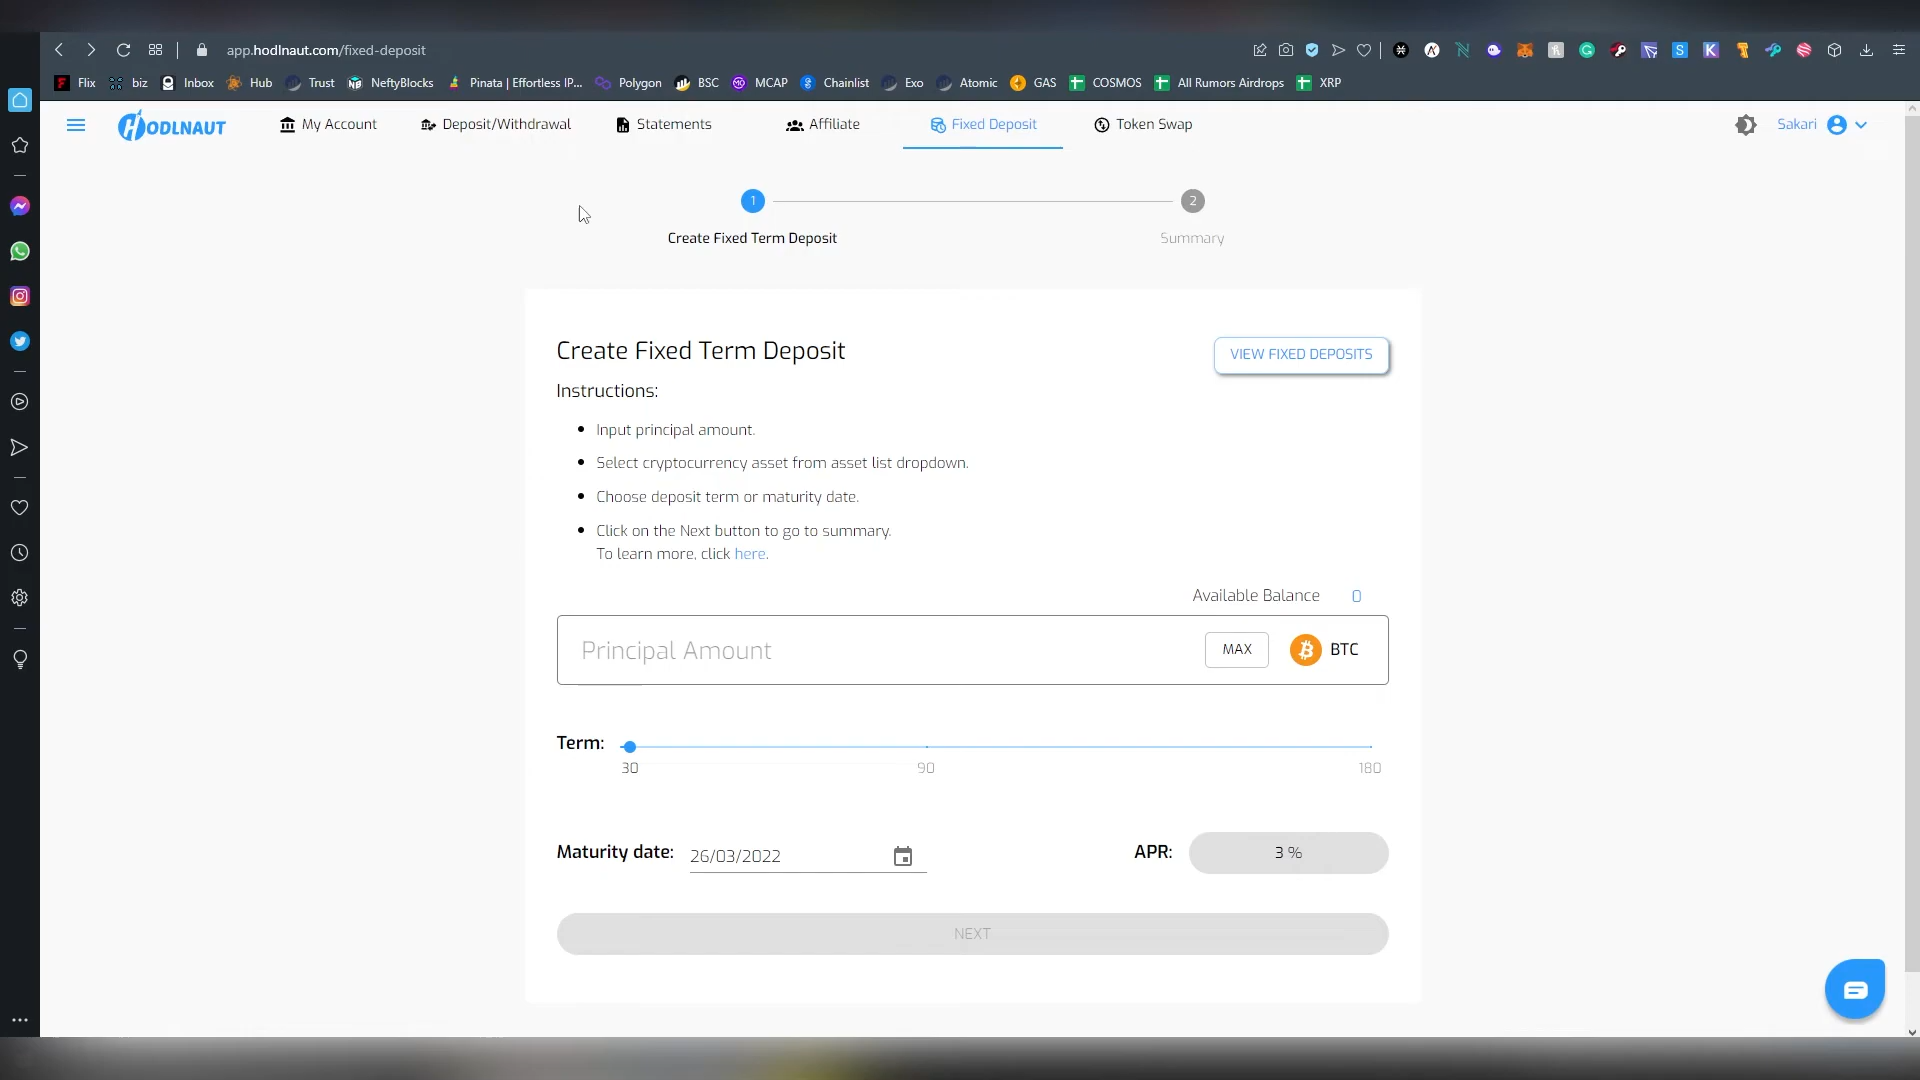 app.hodlnaut.com/fixed-deposit
Flix biz Inbox Hub Trust NeftyBlocks Pinata | Effortless IP... Polygon BSC MCAP Chainlist Exo Atomic GAS COSMOS All Rumors Airdrops XRP
HODLNAUT My Account Deposit/Withdrawal Statements Affiliate Fixed Deposit Token Swap Sakari
1 2
Create Fixed Term Deposit Summary
Create Fixed Term Deposit VIEW FIXED DEPOSITS
Instructions:
Input principal amount.
Select cryptocurrency asset from asset list dropdown.
Choose deposit term or maturity date.
Click on the Next button to go to summary.
To learn more, click here.
Available Balance 0
Principal Amount MAX BTC
Term:
30 90 180
Maturity date: 26/03/2022 APR: 3 %
NEXT